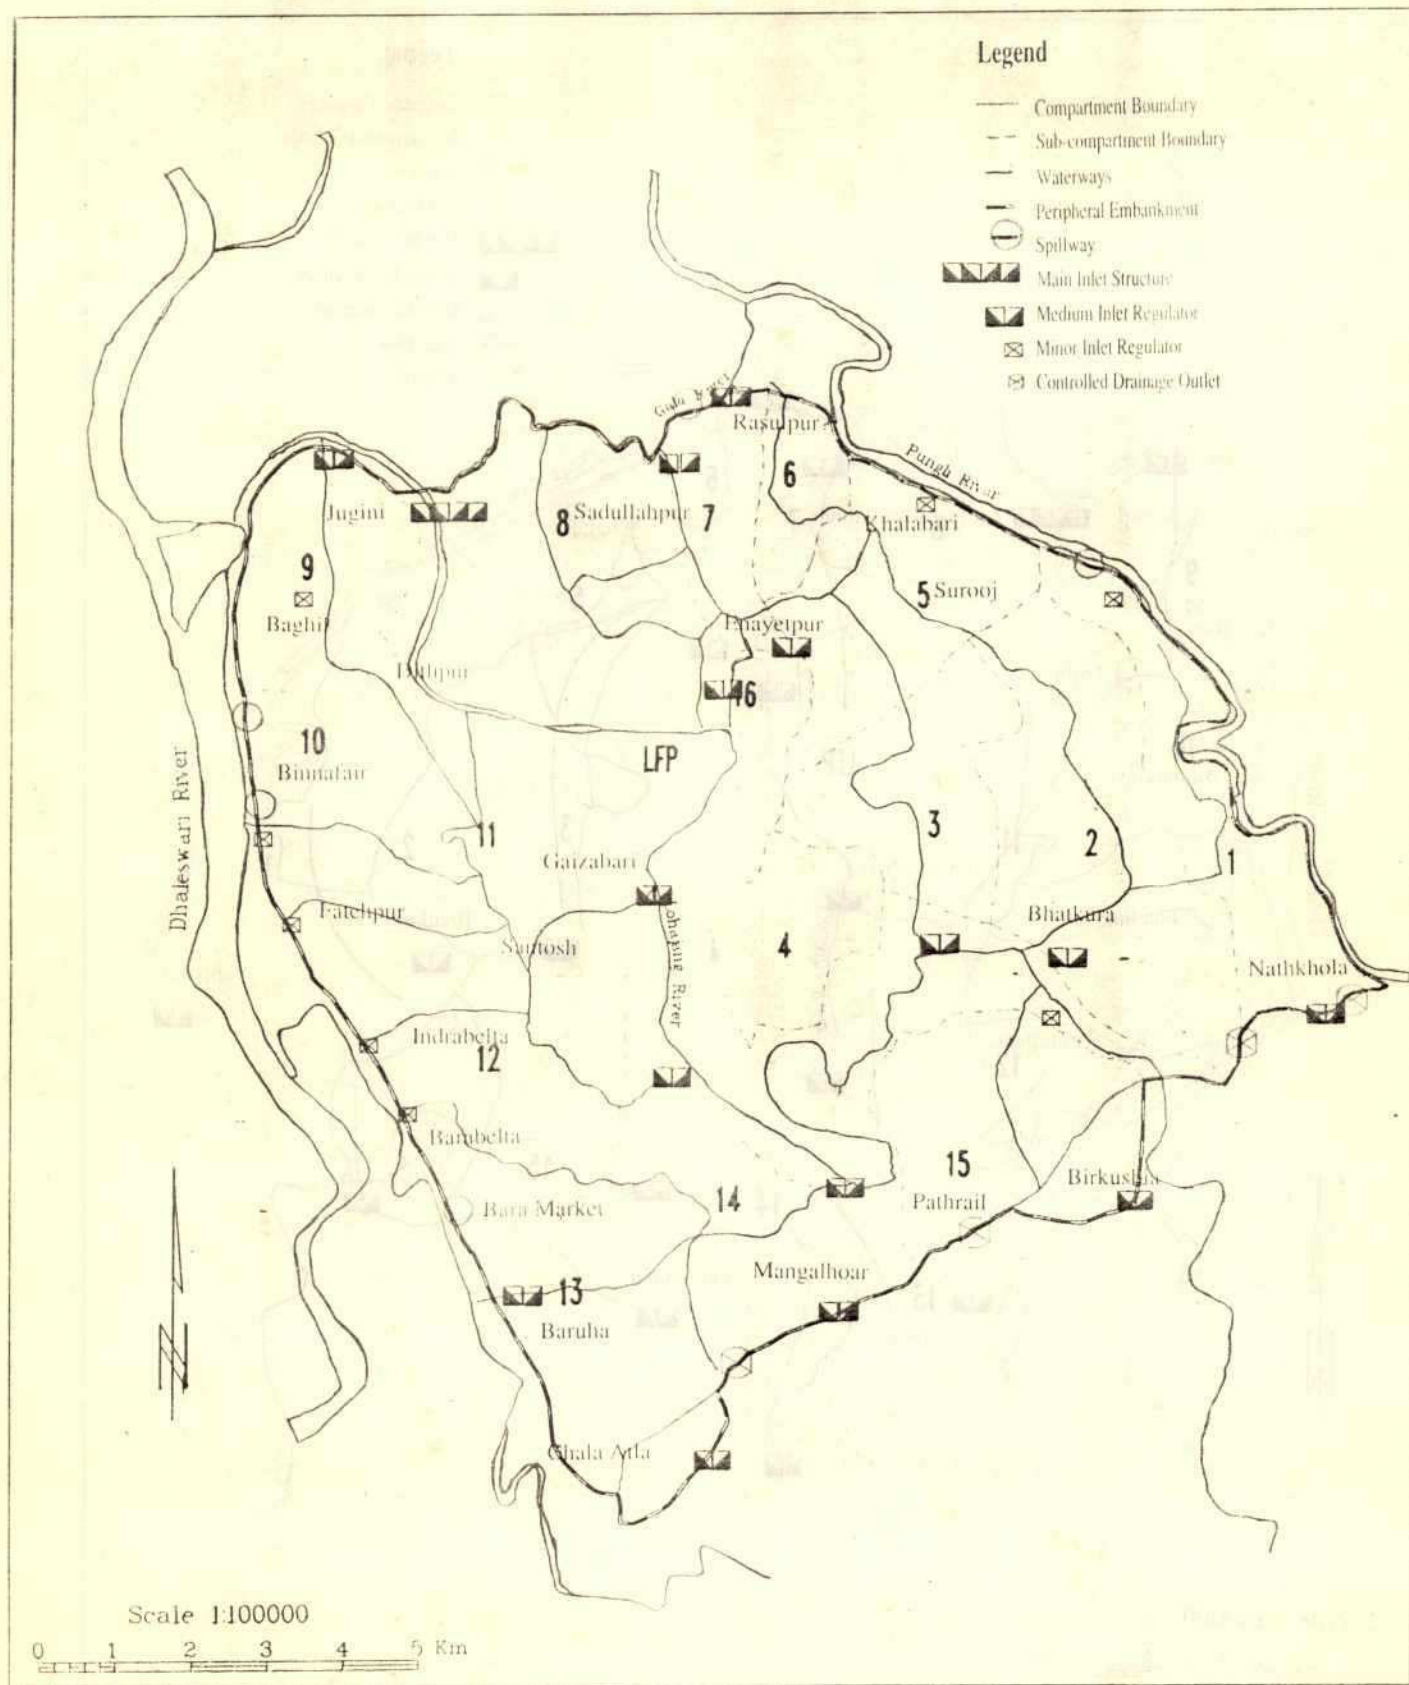 Legend
Compartment Boundary
Sub-compartment Boundary
Waterways
Peripheral Embankment
Spillway
Main Inlet Structure
Medium Inlet Regulator
Minor Inlet Regulator
Controlled Drainage Outlet
River
Rasulpur
Pungli River
6
Jugini
8
Sadullahpur
7
Khalabari
9
5
Surooj
Baghil
Enayetpur
16
10
LFP
Binnafair
Dhaleswari River
11
3
2
1
Gaizabari
Fatehpur
Bhatkura
Santosh
4
Nathkhola
River
Indrabelta
12
Barabelta
15
Birkushia
14
Pathrail
Bara Market
Mangalhoar
13
Baruha
Scale 1:100000
0 1 2 3 4 5 Km